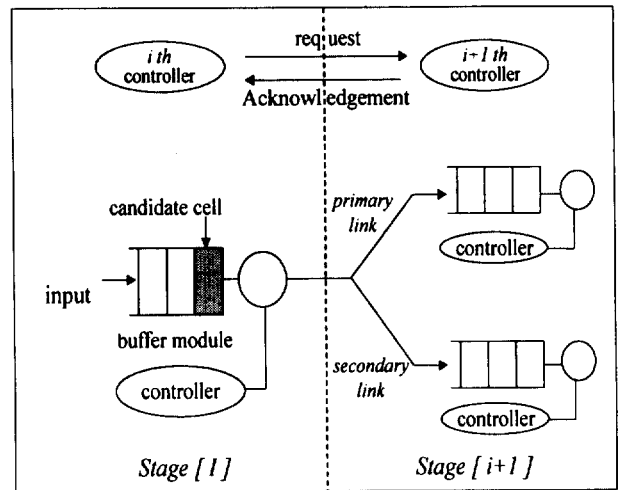 i th
controller
request
Acknowledgement
i+1 th
controller
candidate cell
input
buffer module
controller
primary
link
controller
secondary
link
controller
Stage [ I ]
Stage [ i+1 ]